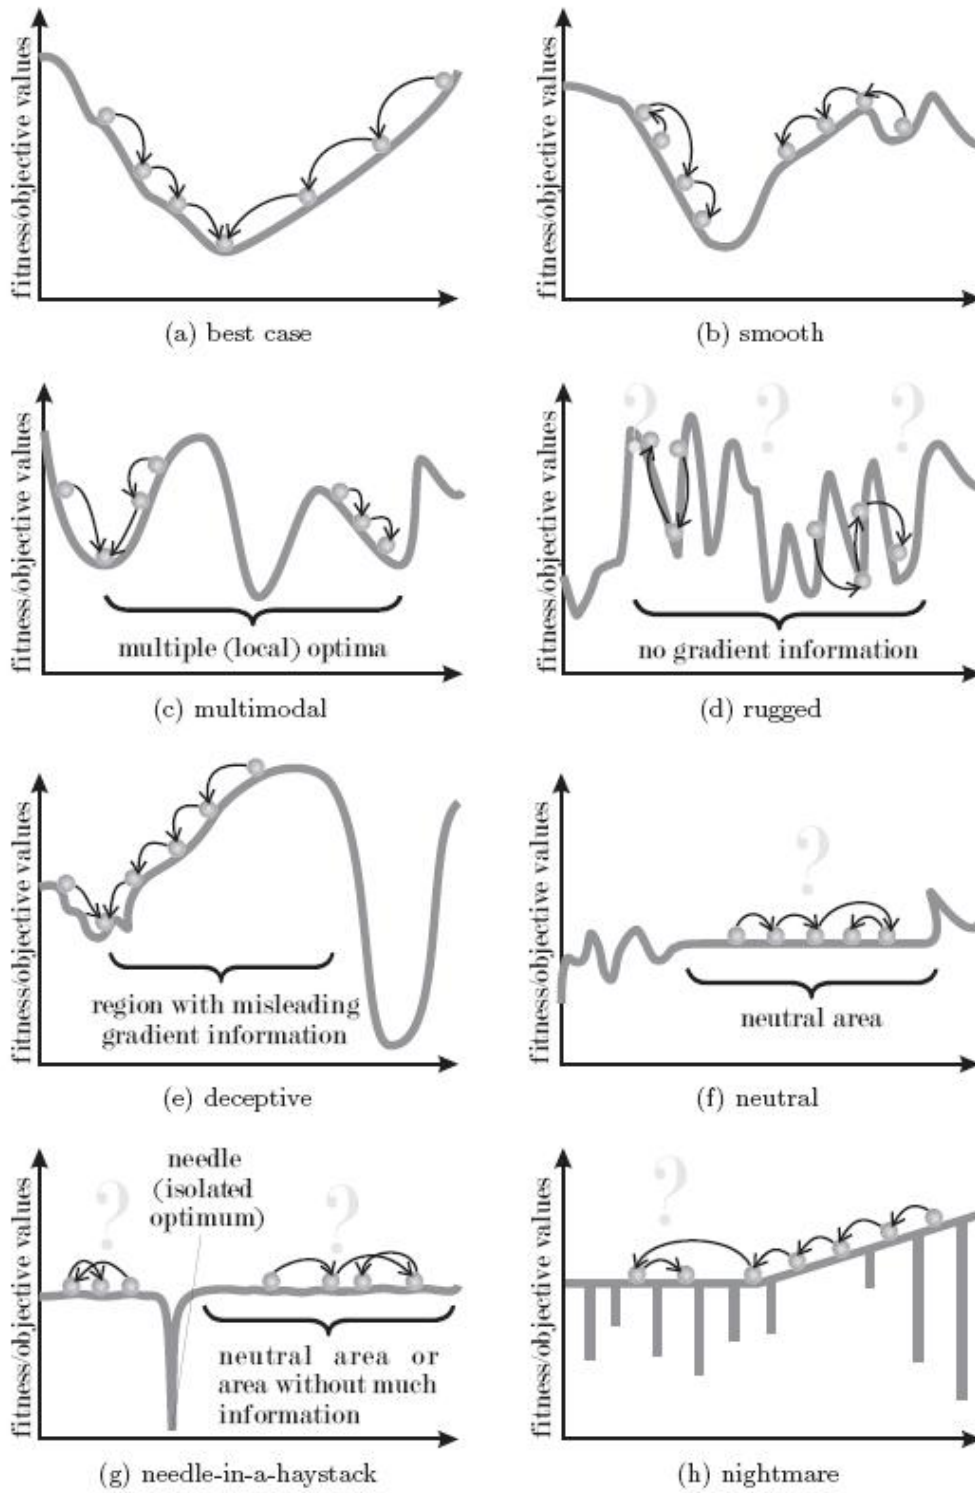 fitness/objective values
(a) best case
fitness/objective values
(b) smooth
fitness/objective values
multiple (local) optima
(c) multimodal
fitness/objective values
? ? ?
no gradient information
(d) rugged
fitness/objective values
region with misleading
gradient information
(e) deceptive
fitness/objective values
?
neutral area
(f) neutral
fitness/objective values
needle
(isolated
optimum)
? ?
neutral area or
area without much
information
(g) needle-in-a-haystack
fitness/objective values
?
(h) nightmare